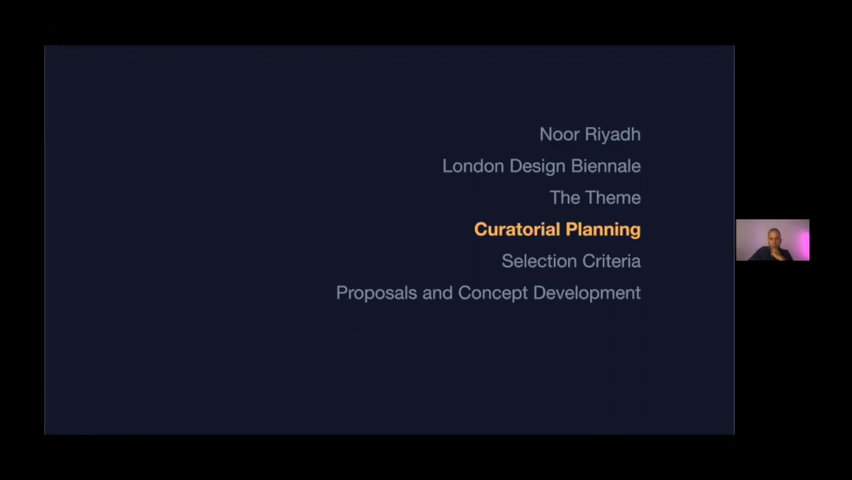 Noor Riyadh
London Design Biennale
The Theme
Curatorial Planning
Selection Criteria
Proposals and Concept Development